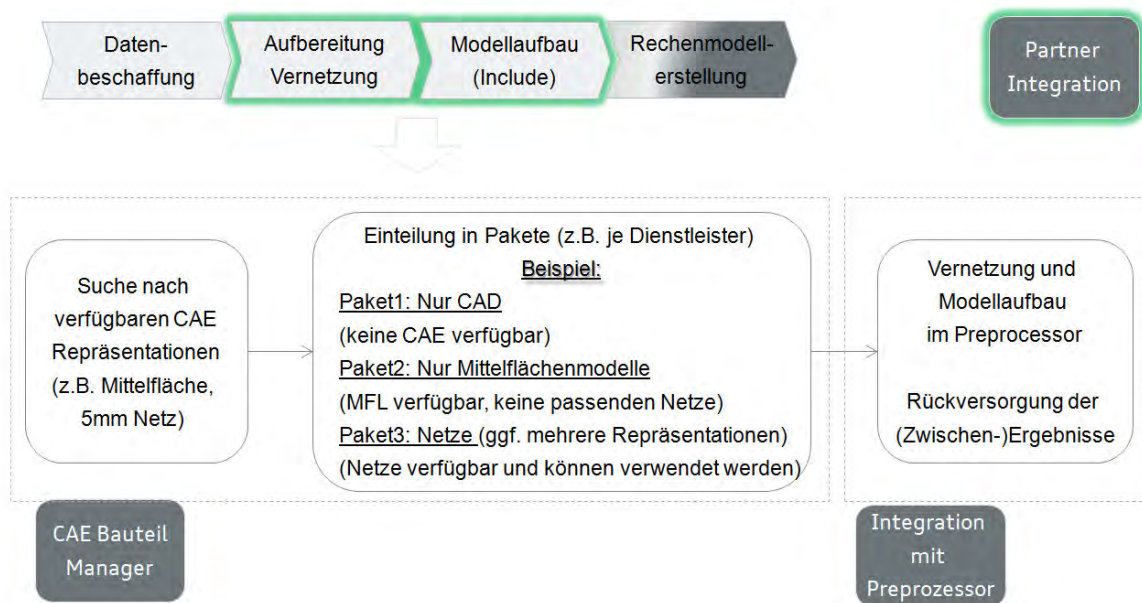 Daten-
beschaffung
Aufbereitung
Vernetzung
Modellaufbau
(Include)
Rechenmodell-
erstellung
Partner
Integration
Suche nach
verfügbaren CAE
Repräsentationen
(z.B. Mittelfläche,
5mm Netz)
Einteilung in Pakete (z.B. je Dienstleister)
Beispiel:
Paket1: Nur CAD
(keine CAE verfügbar)
Paket2: Nur Mittelflächenmodelle
(MFL verfügbar, keine passenden Netze)
Paket3: Netze (ggf. mehrere Repräsentationen)
(Netze verfügbar und können verwendet werden)
Vernetzung und
Modellaufbau
im Preprocessor
Rückversorgung der
(Zwischen-)Ergebnisse
CAE Bauteil
Manager
Integration
mit
Preprozessor